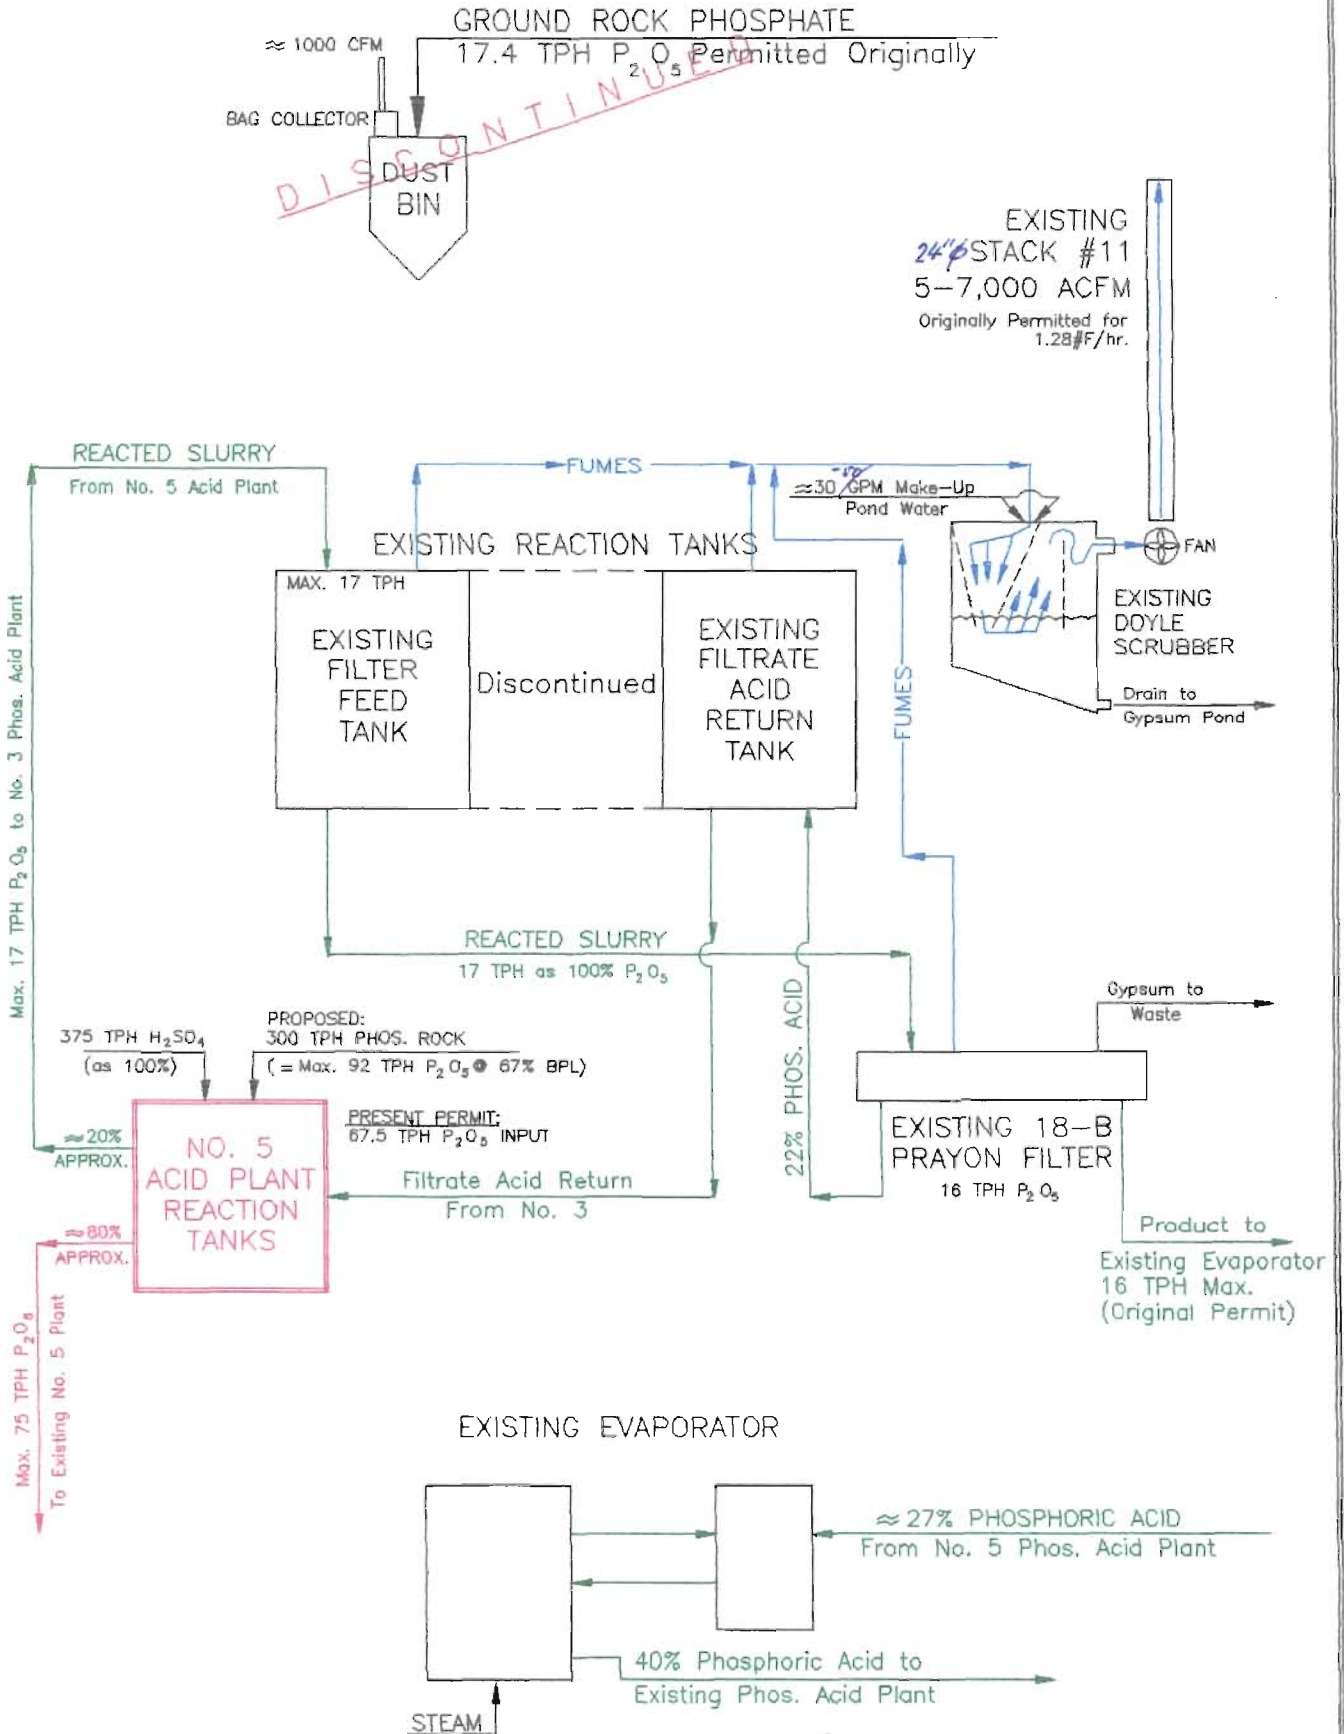 GROUND ROCK PHOSPHATE
17.4 TPH P2O5 Permitted Originally
≈ 1000 CFM
BAG COLLECTOR
DISCONTINUED
DUST
BIN
EXISTING
24"ϕ STACK #11
5-7,000 ACFM
Originally Permitted for
1.28#F/hr.
REACTED SLURRY
From No. 5 Acid Plant
FUMES
≈30-50 GPM Make-Up
Pond Water
EXISTING REACTION TANKS
FAN
MAX. 17 TPH
EXISTING
FILTER
FEED
TANK
Discontinued
EXISTING
FILTRATE
ACID
RETURN
TANK
EXISTING
DOYLE
SCRUBBER
FUMES
Drain to
Gypsum Pond
Max. 17 TPH P2O5 to No. 3 Phos. Acid Plant
REACTED SLURRY
17 TPH as 100% P2O5
22% PHOS. ACID
Gypsum to
Waste
375 TPH H2SO4
(as 100%)
PROPOSED:
300 TPH PHOS. ROCK
(= Max. 92 TPH P2O5 @ 67% BPL)
PRESENT PERMIT:
67.5 TPH P2O5 INPUT
≈20%
APPROX.
NO. 5
ACID PLANT
REACTION
TANKS
Filtrate Acid Return
From No. 3
EXISTING 18-B
PRAYON FILTER
16 TPH P2O5
≈80%
APPROX.
Product to
Existing Evaporator
16 TPH Max.
(Original Permit)
Max. 75 TPH P2O5
To Existing No. 5 Plant
EXISTING EVAPORATOR
≈ 27% PHOSPHORIC ACID
From No. 5 Phos. Acid Plant
40% Phosphoric Acid to
Existing Phos. Acid Plant
STEAM